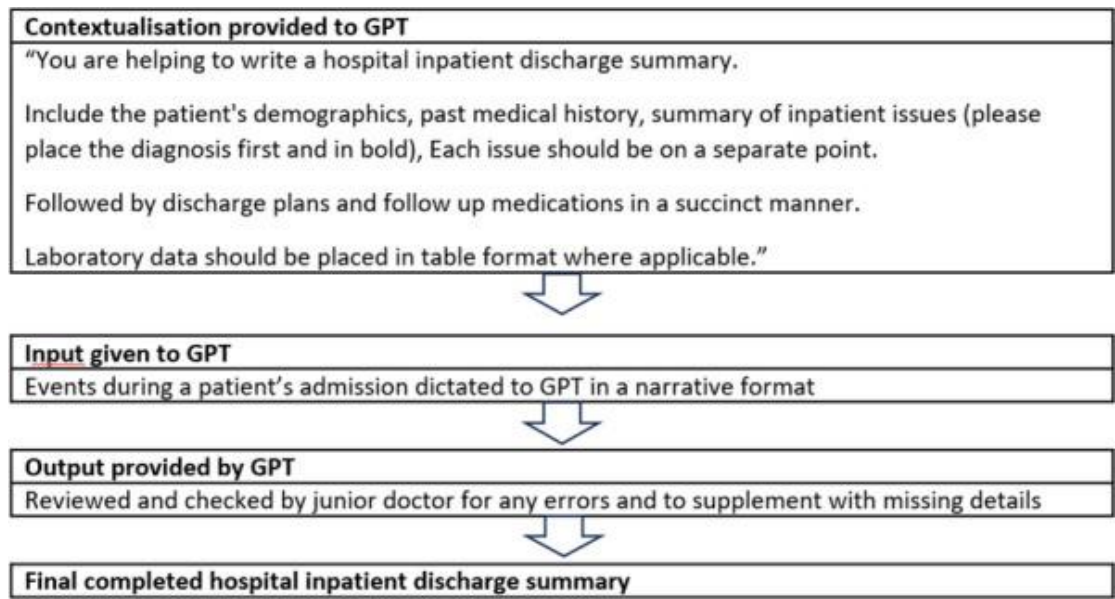 Contextualisation provided to GPT
“You are helping to write a hospital inpatient discharge summary.
Include the patient's demographics, past medical history, summary of inpatient issues (please
place the diagnosis first and in bold), Each issue should be on a separate point.
Followed by discharge plans and follow up medications in a succinct manner.
Laboratory data should be placed in table format where applicable.”
Input given to GPT
Events during a patient’s admission dictated to GPT in a narrative format
Output provided by GPT
Reviewed and checked by junior doctor for any errors and to supplement with missing details
Final completed hospital inpatient discharge summary